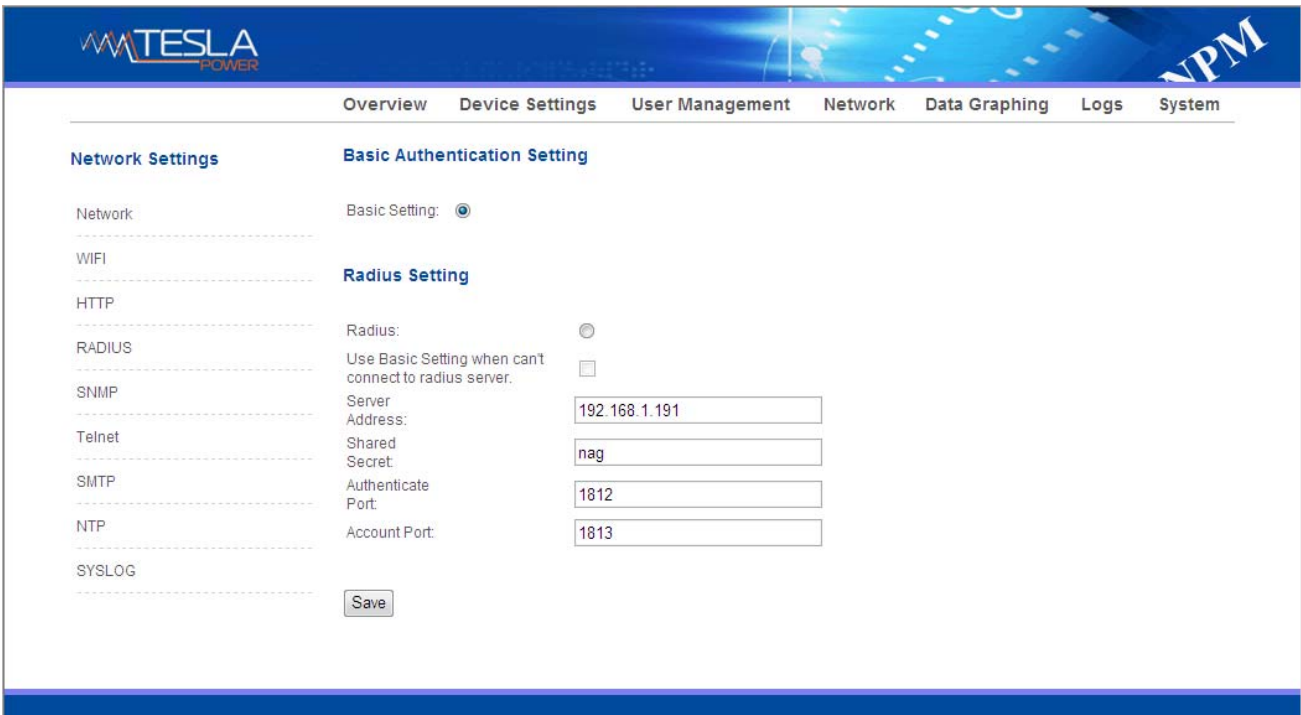 TESLA
POWER
NPM
Overview Device Settings User Management Network Data Graphing Logs System
Network Settings
Network
WIFI
HTTP
RADIUS
SNMP
Telnet
SMTP
NTP
SYSLOG
Basic Authentication Setting
Basic Setting:
Radius Setting
Radius:
Use Basic Setting when can't
connect to radius server.
Server
Address:
192.168.1.191
Shared
Secret:
nag
Authenticate
Port:
1812
Account Port:
1813
Save